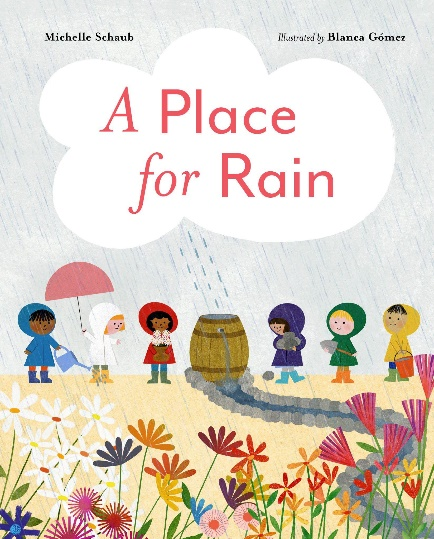 Michelle Schaub
Illustrated by Blanca Gómez
A Place
for Rain